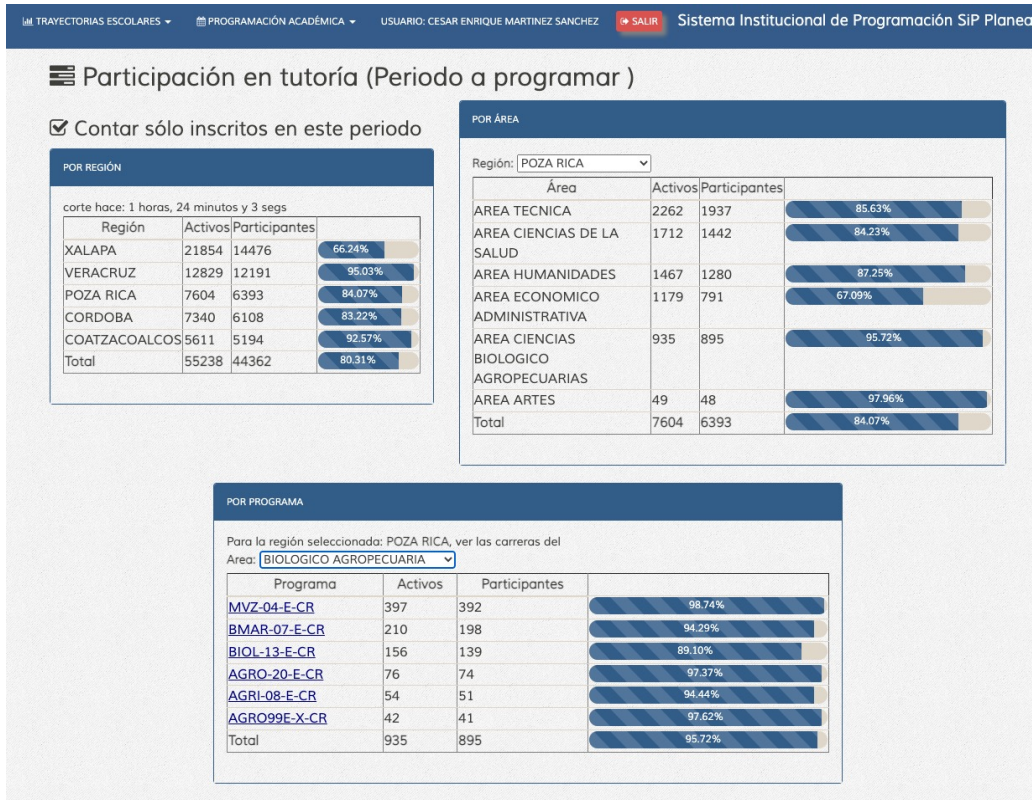 TRAYECTORIAS ESCOLARES PROGRAMACIÓN ACADÉMICA USUARIO: CESAR ENRIQUE MARTINEZ SANCHEZ SALIR Sistema Institucional de Programación SiP Planea
Participación en tutoría (Periodo a programar )
Contar sólo inscritos en este periodo
POR REGIÓN
corte hace: 1 horas, 24 minutos y 3 segs
Región Activos Participantes
XALAPA 21854 14476 66.24%
VERACRUZ 12829 12191 95.03%
POZA RICA 7604 6393 84.07%
CORDOBA 7340 6108 83.22%
COATZACOALCOS 5611 5194 92.57%
Total 55238 44362 80.31%
POR ÁREA
Región: POZA RICA
Área Activos Participantes
AREA TECNICA 2262 1937 85.63%
AREA CIENCIAS DE LA 1712 1442 84.23%
SALUD
AREA HUMANIDADES 1467 1280 87.25%
AREA ECONOMICO 1179 791 67.09%
ADMINISTRATIVA
AREA CIENCIAS 935 895 95.72%
BIOLOGICO
AGROPECUARIAS
AREA ARTES 49 48 97.96%
Total 7604 6393 84.07%
POR PROGRAMA
Para la región seleccionada: POZA RICA, ver las carreras del
Area: BIOLOGICO AGROPECUARIA
Programa Activos Participantes
MVZ-04-E-CR 397 392 98.74%
BMAR-07-E-CR 210 198 94.29%
BIOL-13-E-CR 156 139 89.10%
AGRO-20-E-CR 76 74 97.37%
AGRI-08-E-CR 54 51 94.44%
AGRO99E-X-CR 42 41 97.62%
Total 935 895 95.72%